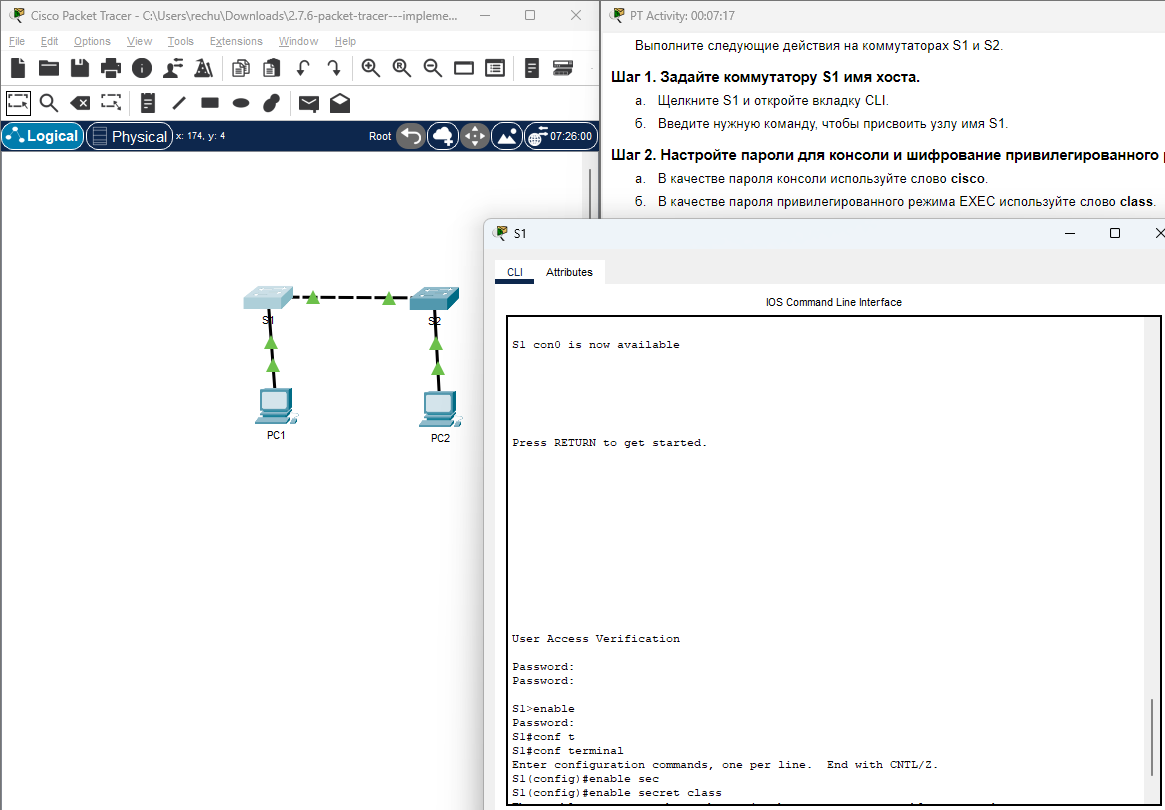 Cisco Packet Tracer - C:\Users\rechu\Downloads\2.7.6-packet-tracer---impleme...
File Edit Options View Tools Extensions Window Help
Logical Physical x: 174, y: 4 Root 07:26:00
S1
S2
PC1
PC2
PT Activity: 00:07:17
Выполните следующие действия на коммутаторах S1 и S2.
Шаг 1. Задайте коммутатору S1 имя хоста.
а. Щелкните S1 и откройте вкладку CLI.
б. Введите нужную команду, чтобы присвоить узлу имя S1.
Шаг 2. Настройте пароли для консоли и шифрование привилегированного
а. В качестве пароля консоли используйте слово cisco.
б. В качестве пароля привилегированного режима EXEC используйте слово class.
S1
CLI Attributes
IOS Command Line Interface
S1 con0 is now available
Press RETURN to get started.
User Access Verification
Password:
Password:
S1>enable
Password:
S1#conf t
S1#conf terminal
Enter configuration commands, one per line. End with CNTL/Z.
S1(config)#enable sec
S1(config)#enable secret class